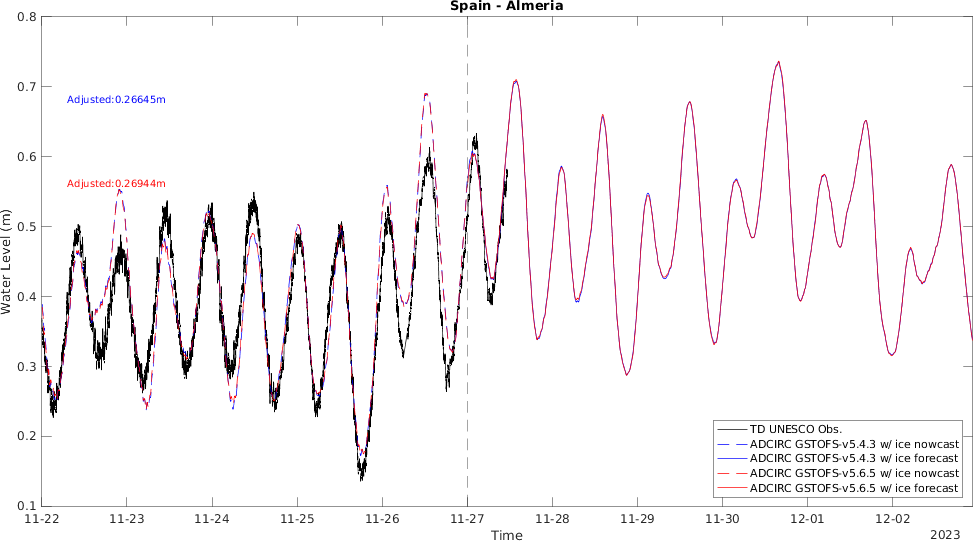 Spain - Almeria
0.8
0.7
0.6
0.5
0.4
0.3
0.2
0.1
Water Level (m)
Adjusted:0.26645m
Adjusted:0.26944m
TD UNESCO Obs.
ADCIRC GSTOFS-v5.4.3 w/ ice nowcast
ADCIRC GSTOFS-v5.4.3 w/ ice forecast
ADCIRC GSTOFS-v5.6.5 w/ ice nowcast
ADCIRC GSTOFS-v5.6.5 w/ ice forecast
11-22 11-23 11-24 11-25 11-26 11-27 11-28 11-29 11-30 12-01 12-02
Time
2023